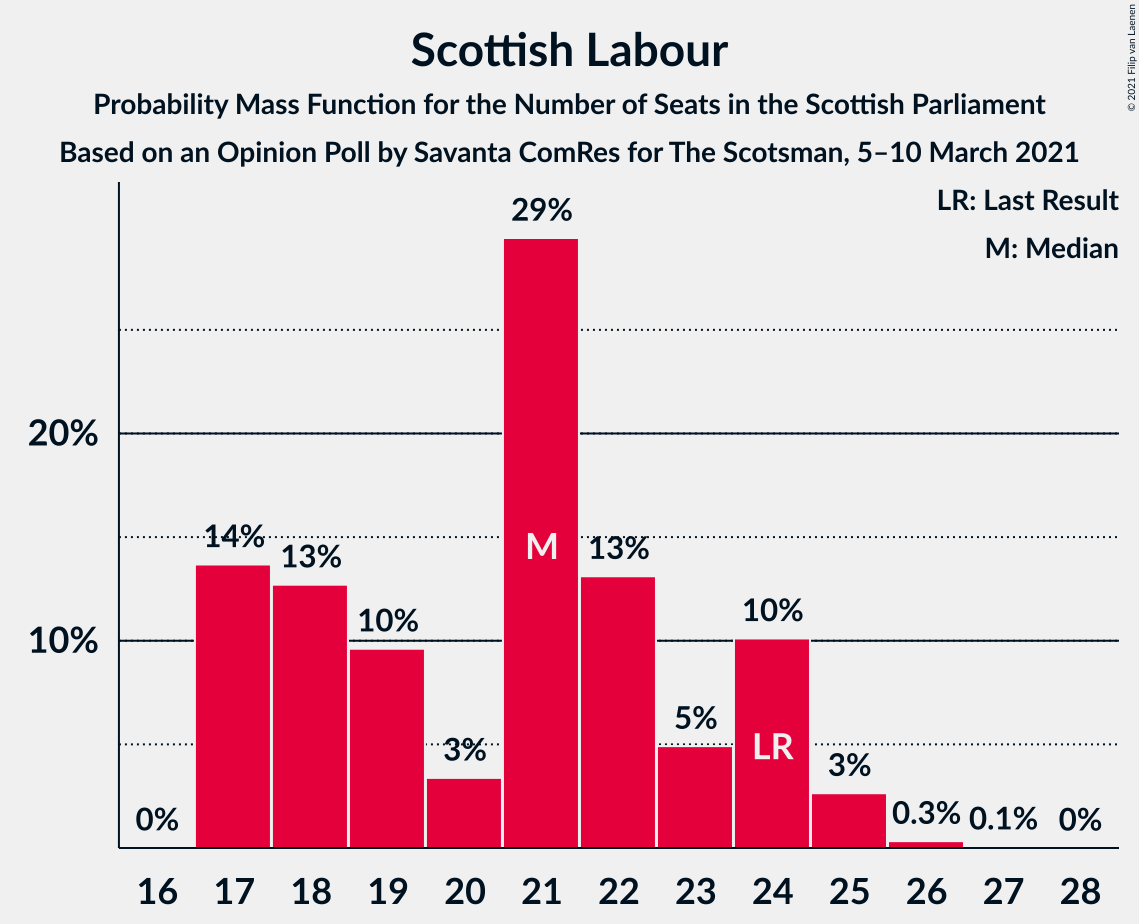 © 2021 Filip van Laenen
Scottish Labour
Probability Mass Function for the Number of Seats in the Scottish Parliament
Based on an Opinion Poll by Savanta ComRes for The Scotsman, 5–10 March 2021
LR: Last Result
M: Median
20%
10%
0%
14%
13%
10%
3%
29%
13%
5%
10%
3%
0.3%
0.1%
0%
M
LR
16 17 18 19 20 21 22 23 24 25 26 27 28